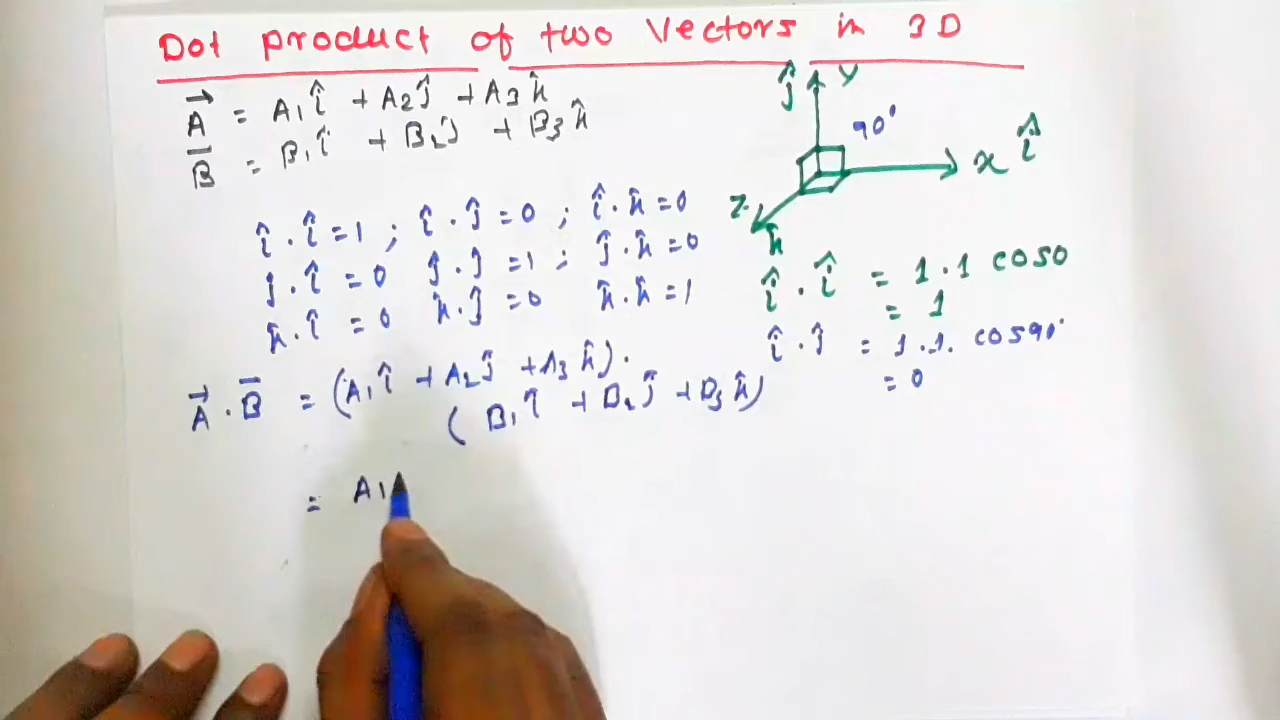 Dot product of two Vectors in 3D
A⃗ = A₁î + A₂ĵ + A₃k̂
B̅ = B₁î + B₂ĵ + B₃k̂
ĵ y
90°
x î
z
k̂
î · î = 1 ; î · ĵ = 0 ; î · k̂ = 0
ĵ · î = 0 ĵ · ĵ = 1 ; ĵ · k̂ = 0
k̂ · î = 0 k̂ · ĵ = 0 k̂ · k̂ = 1
î · î = 1 · 1 cos0
= 1
î · ĵ = 1 · 1 · cos90°
= 0
A⃗ · B̅ = (A₁î + A₂ĵ + A₃k̂) ·
(B₁î + B₂ĵ + B₃k̂)
= A₁